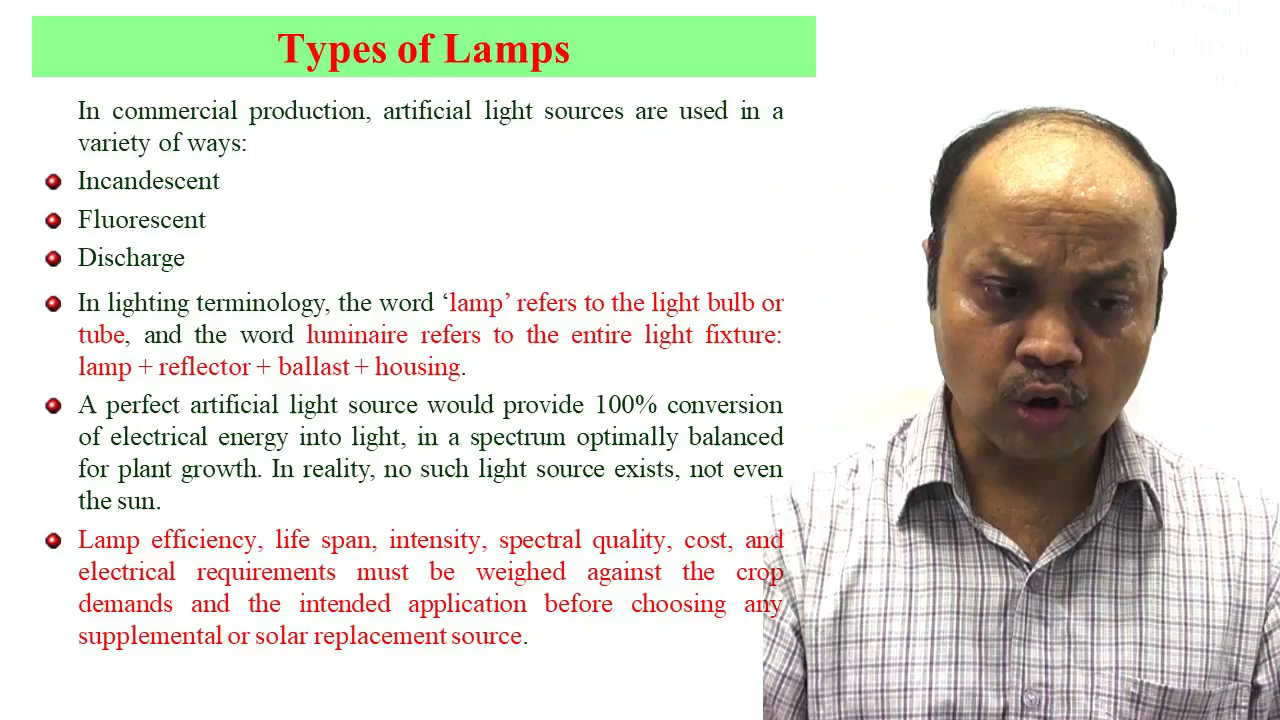 Types of Lamps
In commercial production, artificial light sources are used in a
variety of ways:
Incandescent
Fluorescent
Discharge
In lighting terminology, the word ‘lamp’ refers to the light bulb or
tube, and the word luminaire refers to the entire light fixture:
lamp + reflector + ballast + housing.
A perfect artificial light source would provide 100% conversion
of electrical energy into light, in a spectrum optimally balanced
for plant growth. In reality, no such light source exists, not even
the sun.
Lamp efficiency, life span, intensity, spectral quality, cost, and
electrical requirements must be weighed against the crop
demands and the intended application before choosing any
supplemental or solar replacement source.